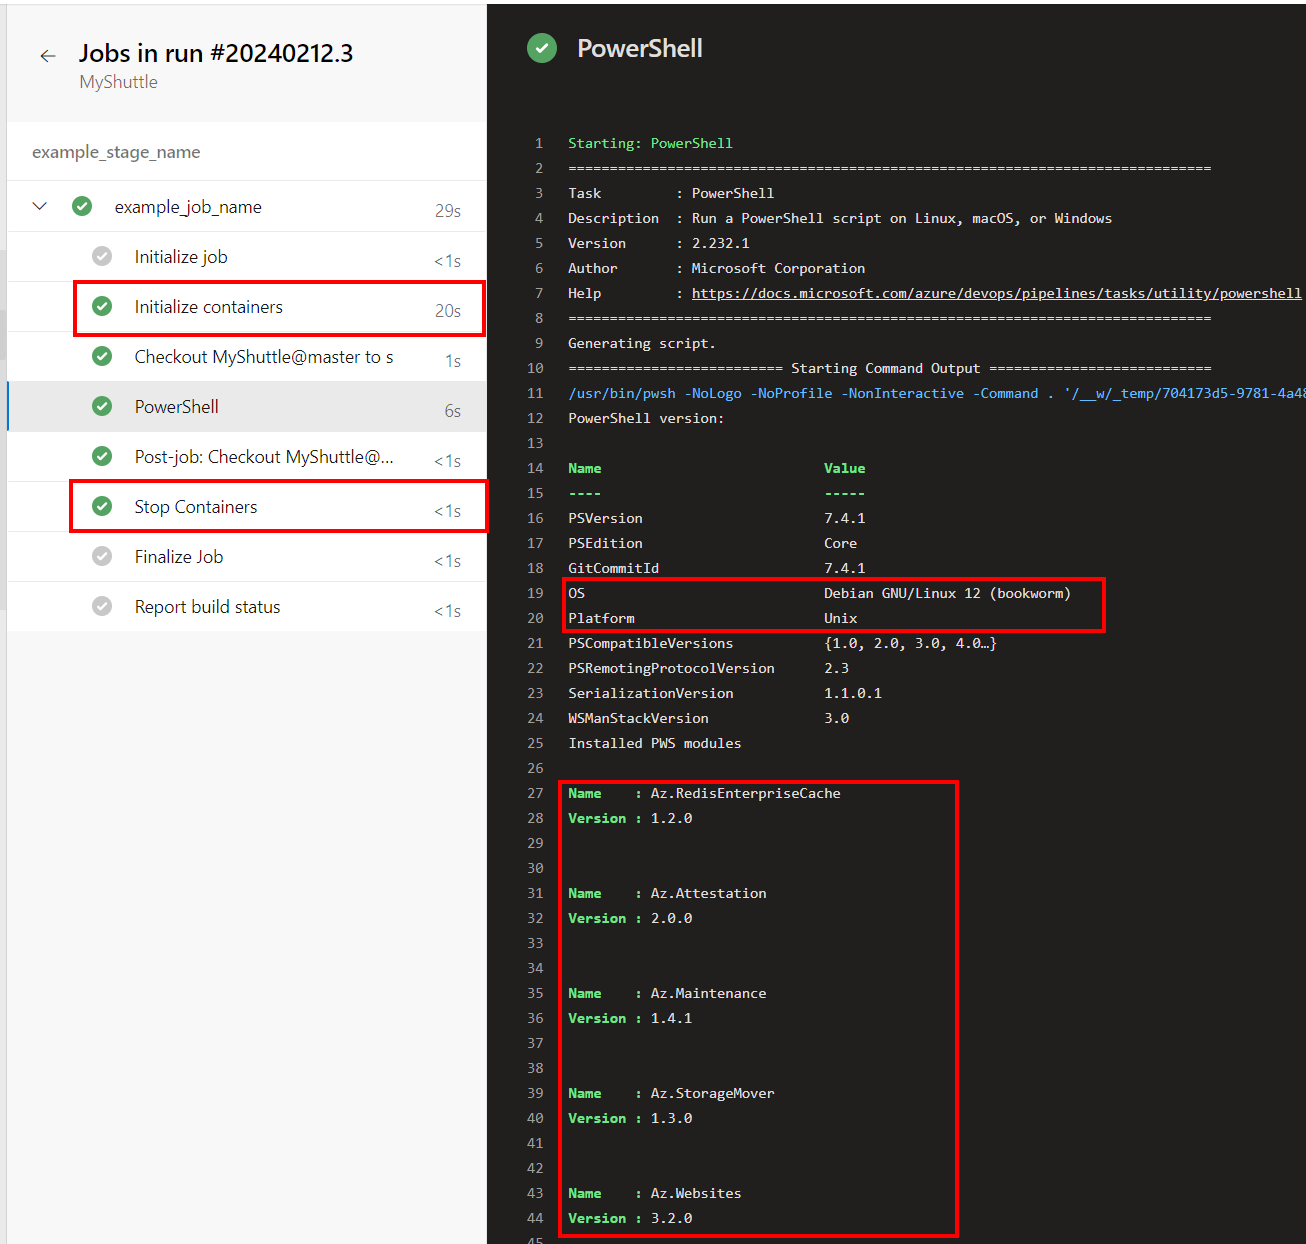 Jobs in run #20240212.3
MyShuttle
example_stage_name
example_job_name 29s
Initialize job <1s
Initialize containers 20s
Checkout MyShuttle@master to s 1s
PowerShell 6s
Post-job: Checkout MyShuttle@... <1s
Stop Containers <1s
Finalize Job <1s
Report build status <1s
PowerShell
1 Starting: PowerShell
2 ==============================================================================
3 Task : PowerShell
4 Description : Run a PowerShell script on Linux, macOS, or Windows
5 Version : 2.232.1
6 Author : Microsoft Corporation
7 Help : https://docs.microsoft.com/azure/devops/pipelines/tasks/utility/powershell
8 ==============================================================================
9 Generating script.
10 ========================== Starting Command Output ===========================
11 /usr/bin/pwsh -NoLogo -NoProfile -NonInteractive -Command . '/__w/_temp/704173d5-9781-4a48
12 PowerShell version:
13
14 Name Value
15 ---- -----
16 PSVersion 7.4.1
17 PSEdition Core
18 GitCommitId 7.4.1
19 OS Debian GNU/Linux 12 (bookworm)
20 Platform Unix
21 PSCompatibleVersions {1.0, 2.0, 3.0, 4.0…}
22 PSRemotingProtocolVersion 2.3
23 SerializationVersion 1.1.0.1
24 WSManStackVersion 3.0
25 Installed PWS modules
26
27 Name : Az.RedisEnterpriseCache
28 Version : 1.2.0
29
30
31 Name : Az.Attestation
32 Version : 2.0.0
33
34
35 Name : Az.Maintenance
36 Version : 1.4.1
37
38
39 Name : Az.StorageMover
40 Version : 1.3.0
41
42
43 Name : Az.Websites
44 Version : 3.2.0
45